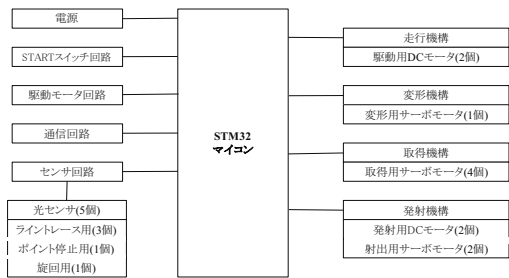 電源
STARTスイッチ回路
駆動モータ回路
通信回路
センサ回路
光センサ(5個)
ライントレース用(3個)
ポイント停止用(1個)
旋回用(1個)
STM32
マイコン
走行機構
駆動用DCモータ(2個)
変形機構
変形用サーボモータ(1個)
取得機構
取得用サーボモータ(4個)
発射機構
発射用DCモータ(2個)
射出用サーボモータ(2個)